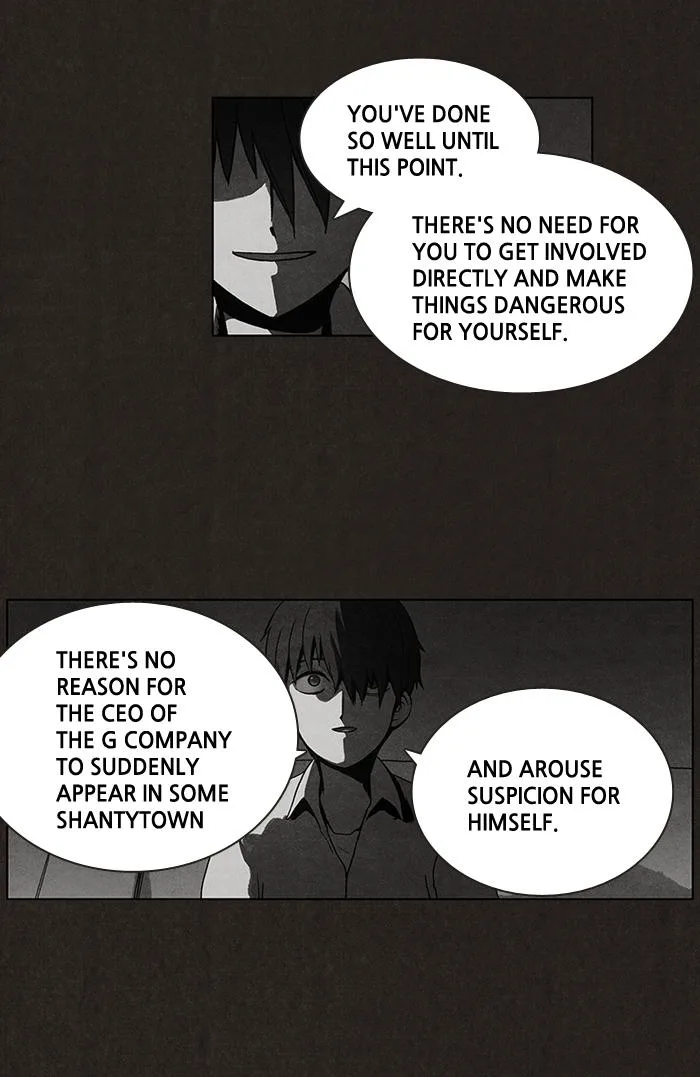 YOU'VE DONE
SO WELL UNTIL
THIS POINT.
THERE'S NO NEED FOR
YOU TO GET INVOLVED
DIRECTLY AND MAKE
THINGS DANGEROUS
FOR YOURSELF.
THERE'S NO
REASON FOR
THE CEO OF
THE G COMPANY
TO SUDDENLY
APPEAR IN SOME
SHANTYTOWN
AND AROUSE
SUSPICION FOR
HIMSELF.